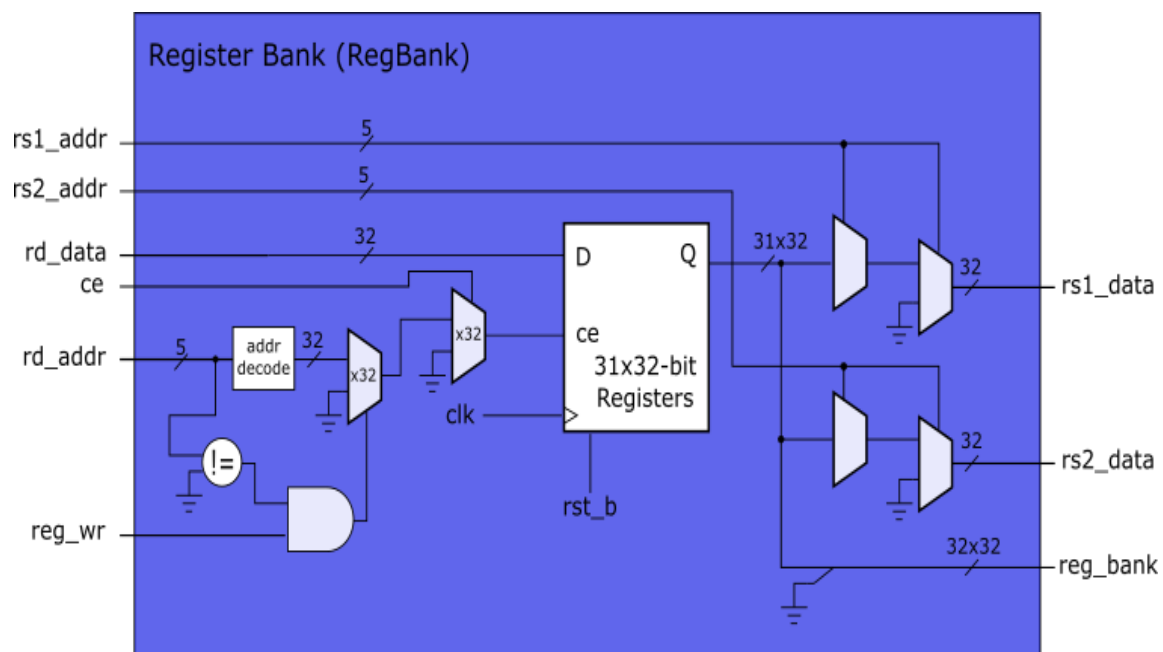 Register Bank (RegBank)
rs1_addr
5
rs2_addr
5
rd_data
32
D
Q
31x32
32
rs1_data
ce
x32
ce
rd_addr
5
addr
decode
32
x32
31x32-bit
Registers
clk
!=
rst_b
32
rs2_data
reg_wr
32x32
reg_bank